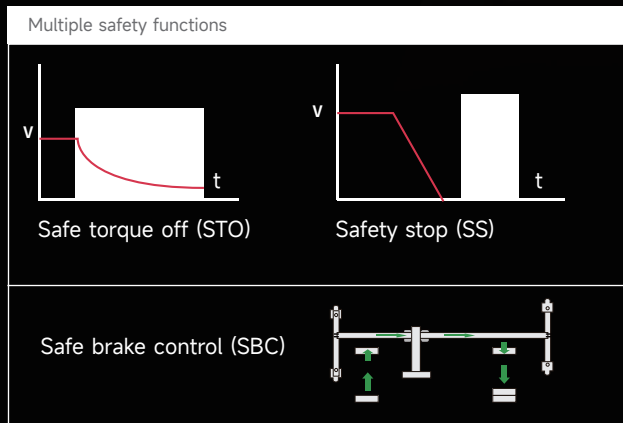 Multiple safety functions
v
t
Safe torque off (STO)
v
t
Safety stop (SS)
Safe brake control (SBC)